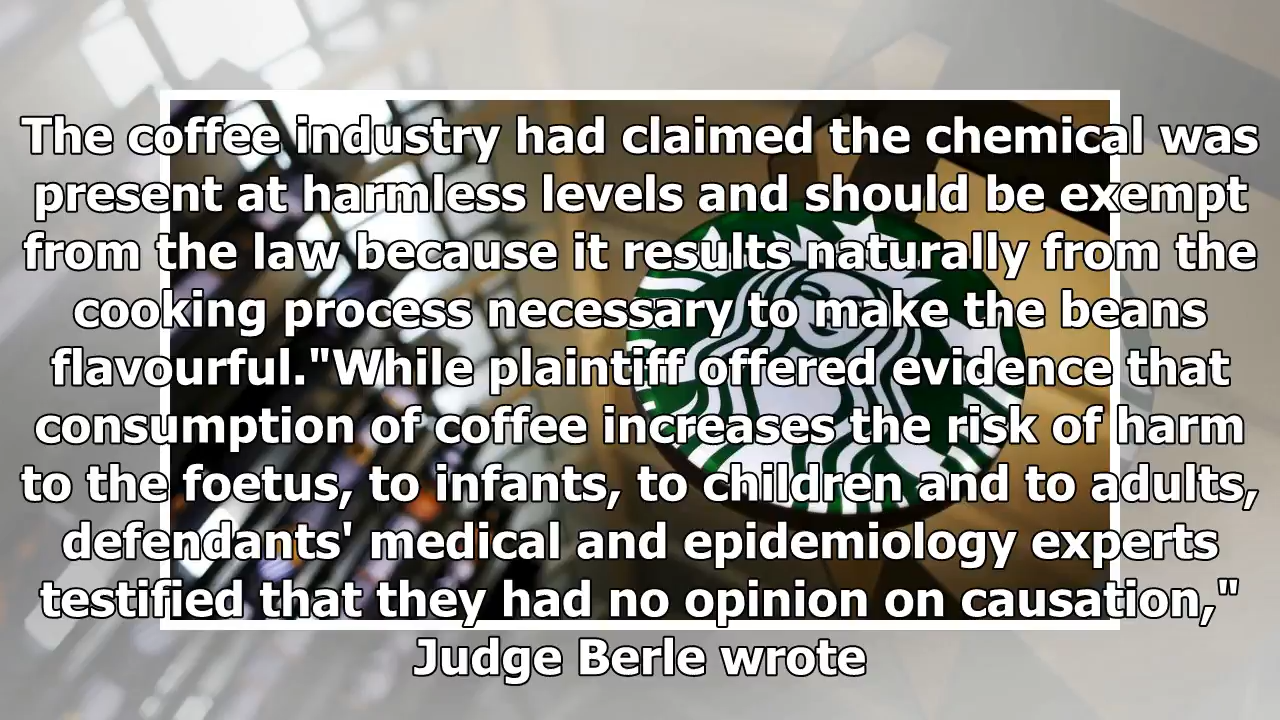 The coffee industry had claimed the chemical was
present at harmless levels and should be exempt
from the law because it results naturally from the
cooking process necessary to make the beans
flavourful."While plaintiff offered evidence that
consumption of coffee increases the risk of harm
to the foetus, to infants, to children and to adults,
defendants' medical and epidemiology experts
testified that they had no opinion on causation,"
Judge Berle wrote